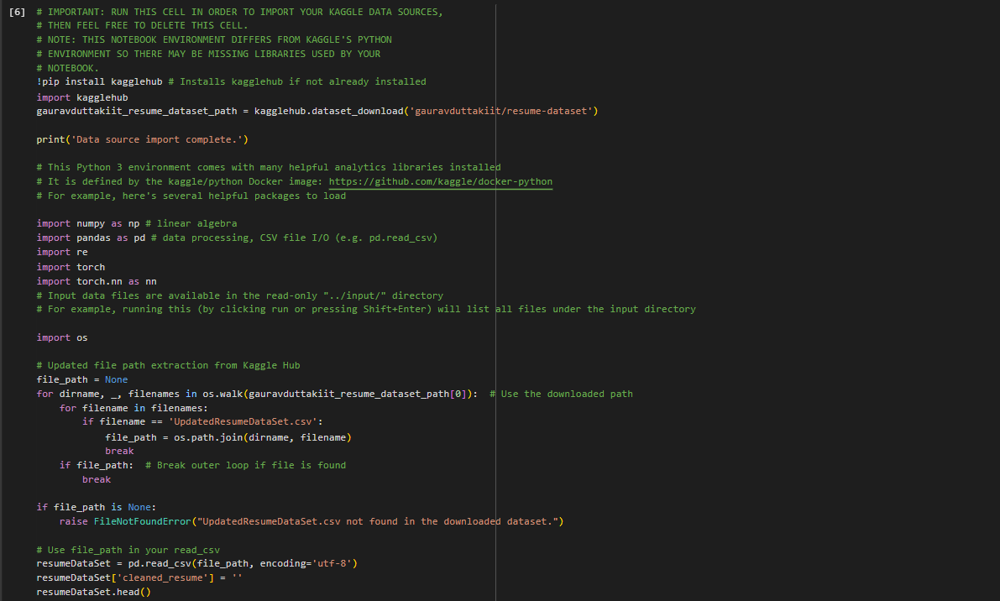 [6] # IMPORTANT: RUN THIS CELL IN ORDER TO IMPORT YOUR KAGGLE DATA SOURCES,
# THEN FEEL FREE TO DELETE THIS CELL.
# NOTE: THIS NOTEBOOK ENVIRONMENT DIFFERS FROM KAGGLE'S PYTHON
# ENVIRONMENT SO THERE MAY BE MISSING LIBRARIES USED BY YOUR
# NOTEBOOK.
!pip install kagglehub # Installs kagglehub if not already installed
import kagglehub
gauravduttakiit_resume_dataset_path = kagglehub.dataset_download('gauravduttakiit/resume-dataset')

print('Data source import complete.')

# This Python 3 environment comes with many helpful analytics libraries installed
# It is defined by the kaggle/python Docker image: https://github.com/kaggle/docker-python
# For example, here's several helpful packages to load

import numpy as np # linear algebra
import pandas as pd # data processing, CSV file I/O (e.g. pd.read_csv)
import re
import torch
import torch.nn as nn
# Input data files are available in the read-only "../input/" directory
# For example, running this (by clicking run or pressing Shift+Enter) will list all files under the input directory

import os

# Updated file path extraction from Kaggle Hub
file_path = None
for dirname, _, filenames in os.walk(gauravduttakiit_resume_dataset_path[0]):  # Use the downloaded path
    for filename in filenames:
        if filename == 'UpdatedResumeDataSet.csv':
            file_path = os.path.join(dirname, filename)
            break
    if file_path:  # Break outer loop if file is found
        break

if file_path is None:
    raise FileNotFoundError("UpdatedResumeDataSet.csv not found in the downloaded dataset.")

# Use file_path in your read_csv
resumeDataSet = pd.read_csv(file_path, encoding='utf-8')
resumeDataSet['cleaned_resume'] = ''
resumeDataSet.head()